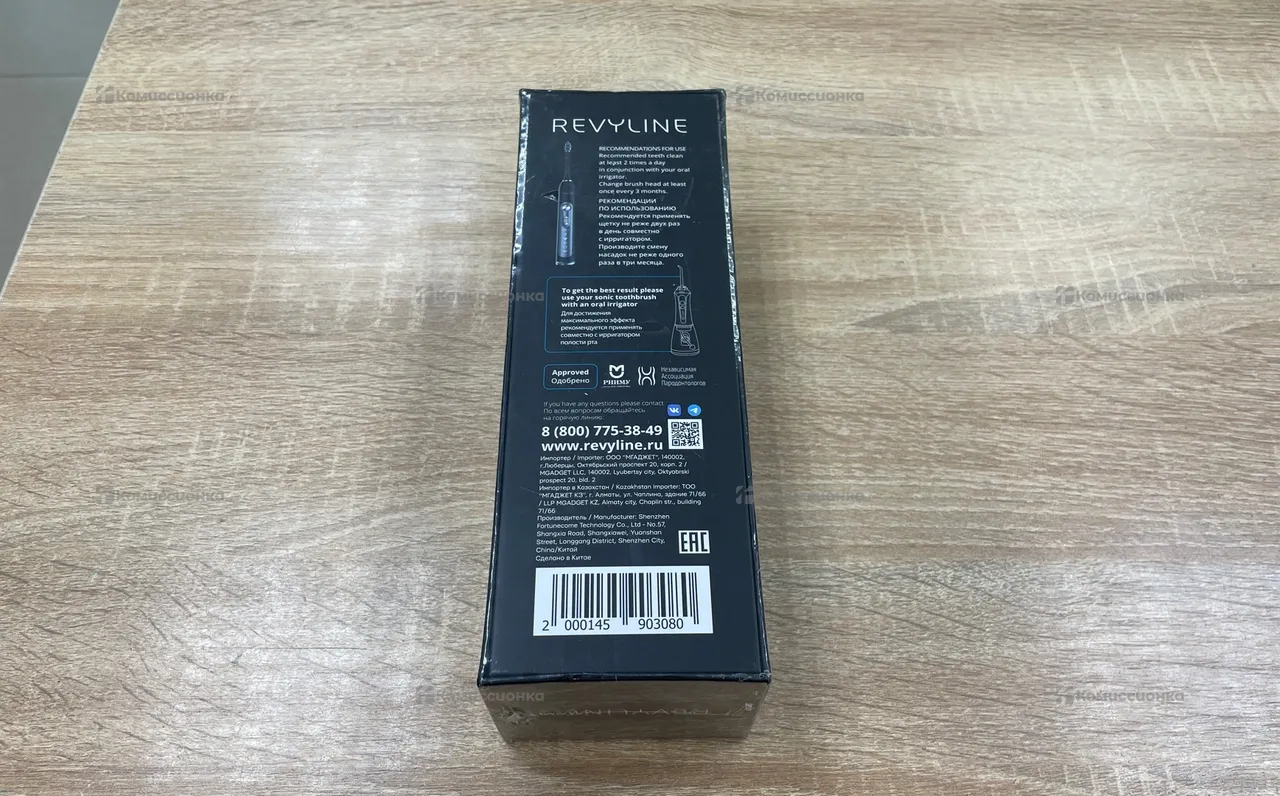 REVYLINE
RECOMMENDATIONS FOR USE
Recommended teeth clean
at least 2 times a day
in conjunction with your oral
irrigator.
Change brush head at least
once every 3 months.
РЕКОМЕНДАЦИИ
ПО ИСПОЛЬЗОВАНИЮ
Рекомендуется применять
щетку не реже двух раз
в день совместно
с ирригатором.
Производите смену
насадок не реже одного
раза в три месяца.
To get the best result please
use your sonic toothbrush
with an oral irrigator
Для достижения
максимального эффекта
рекомендуется применять
совместно с ирригатором
полости рта
Approved
Одобрено
РНИМУ
Независимая
Ассоциация
Пародонтологов
If you have any questions please contact
По всем вопросам обращайтесь
на горячую линию:
8 (800) 775-38-49
www.revyline.ru
Импортер / Importer: ООО "МГАДЖЕТ", 140002,
г.Люберцы, Октябрьский проспект 20, корп. 2 /
MGADGET LLC, 140002, Lyubertsy city, Oktyabrski
prospect 20, bld. 2
Импортер в Казахстан / Kazakhstan Importer: ТОО
"МГАДЖЕТ КЗ", г. Алматы, ул. Чаплина, здание 71/66
/ LLP MGADGET KZ, Almaty city, Chaplin str., building
71/66
Производитель / Manufacturer: Shenzhen
Fortunecome Technology Co., Ltd - No.57,
Shangxia Road, Shangxiawei, Yuanshan
Street, Longgang District, Shenzhen City,
China/Китай
Сделано в Китае
EAC
2 000145 903080
Комиссионка
Комиссионка
Комиссионка
Комиссионка
Комиссионка
Комиссионка
Комиссионка